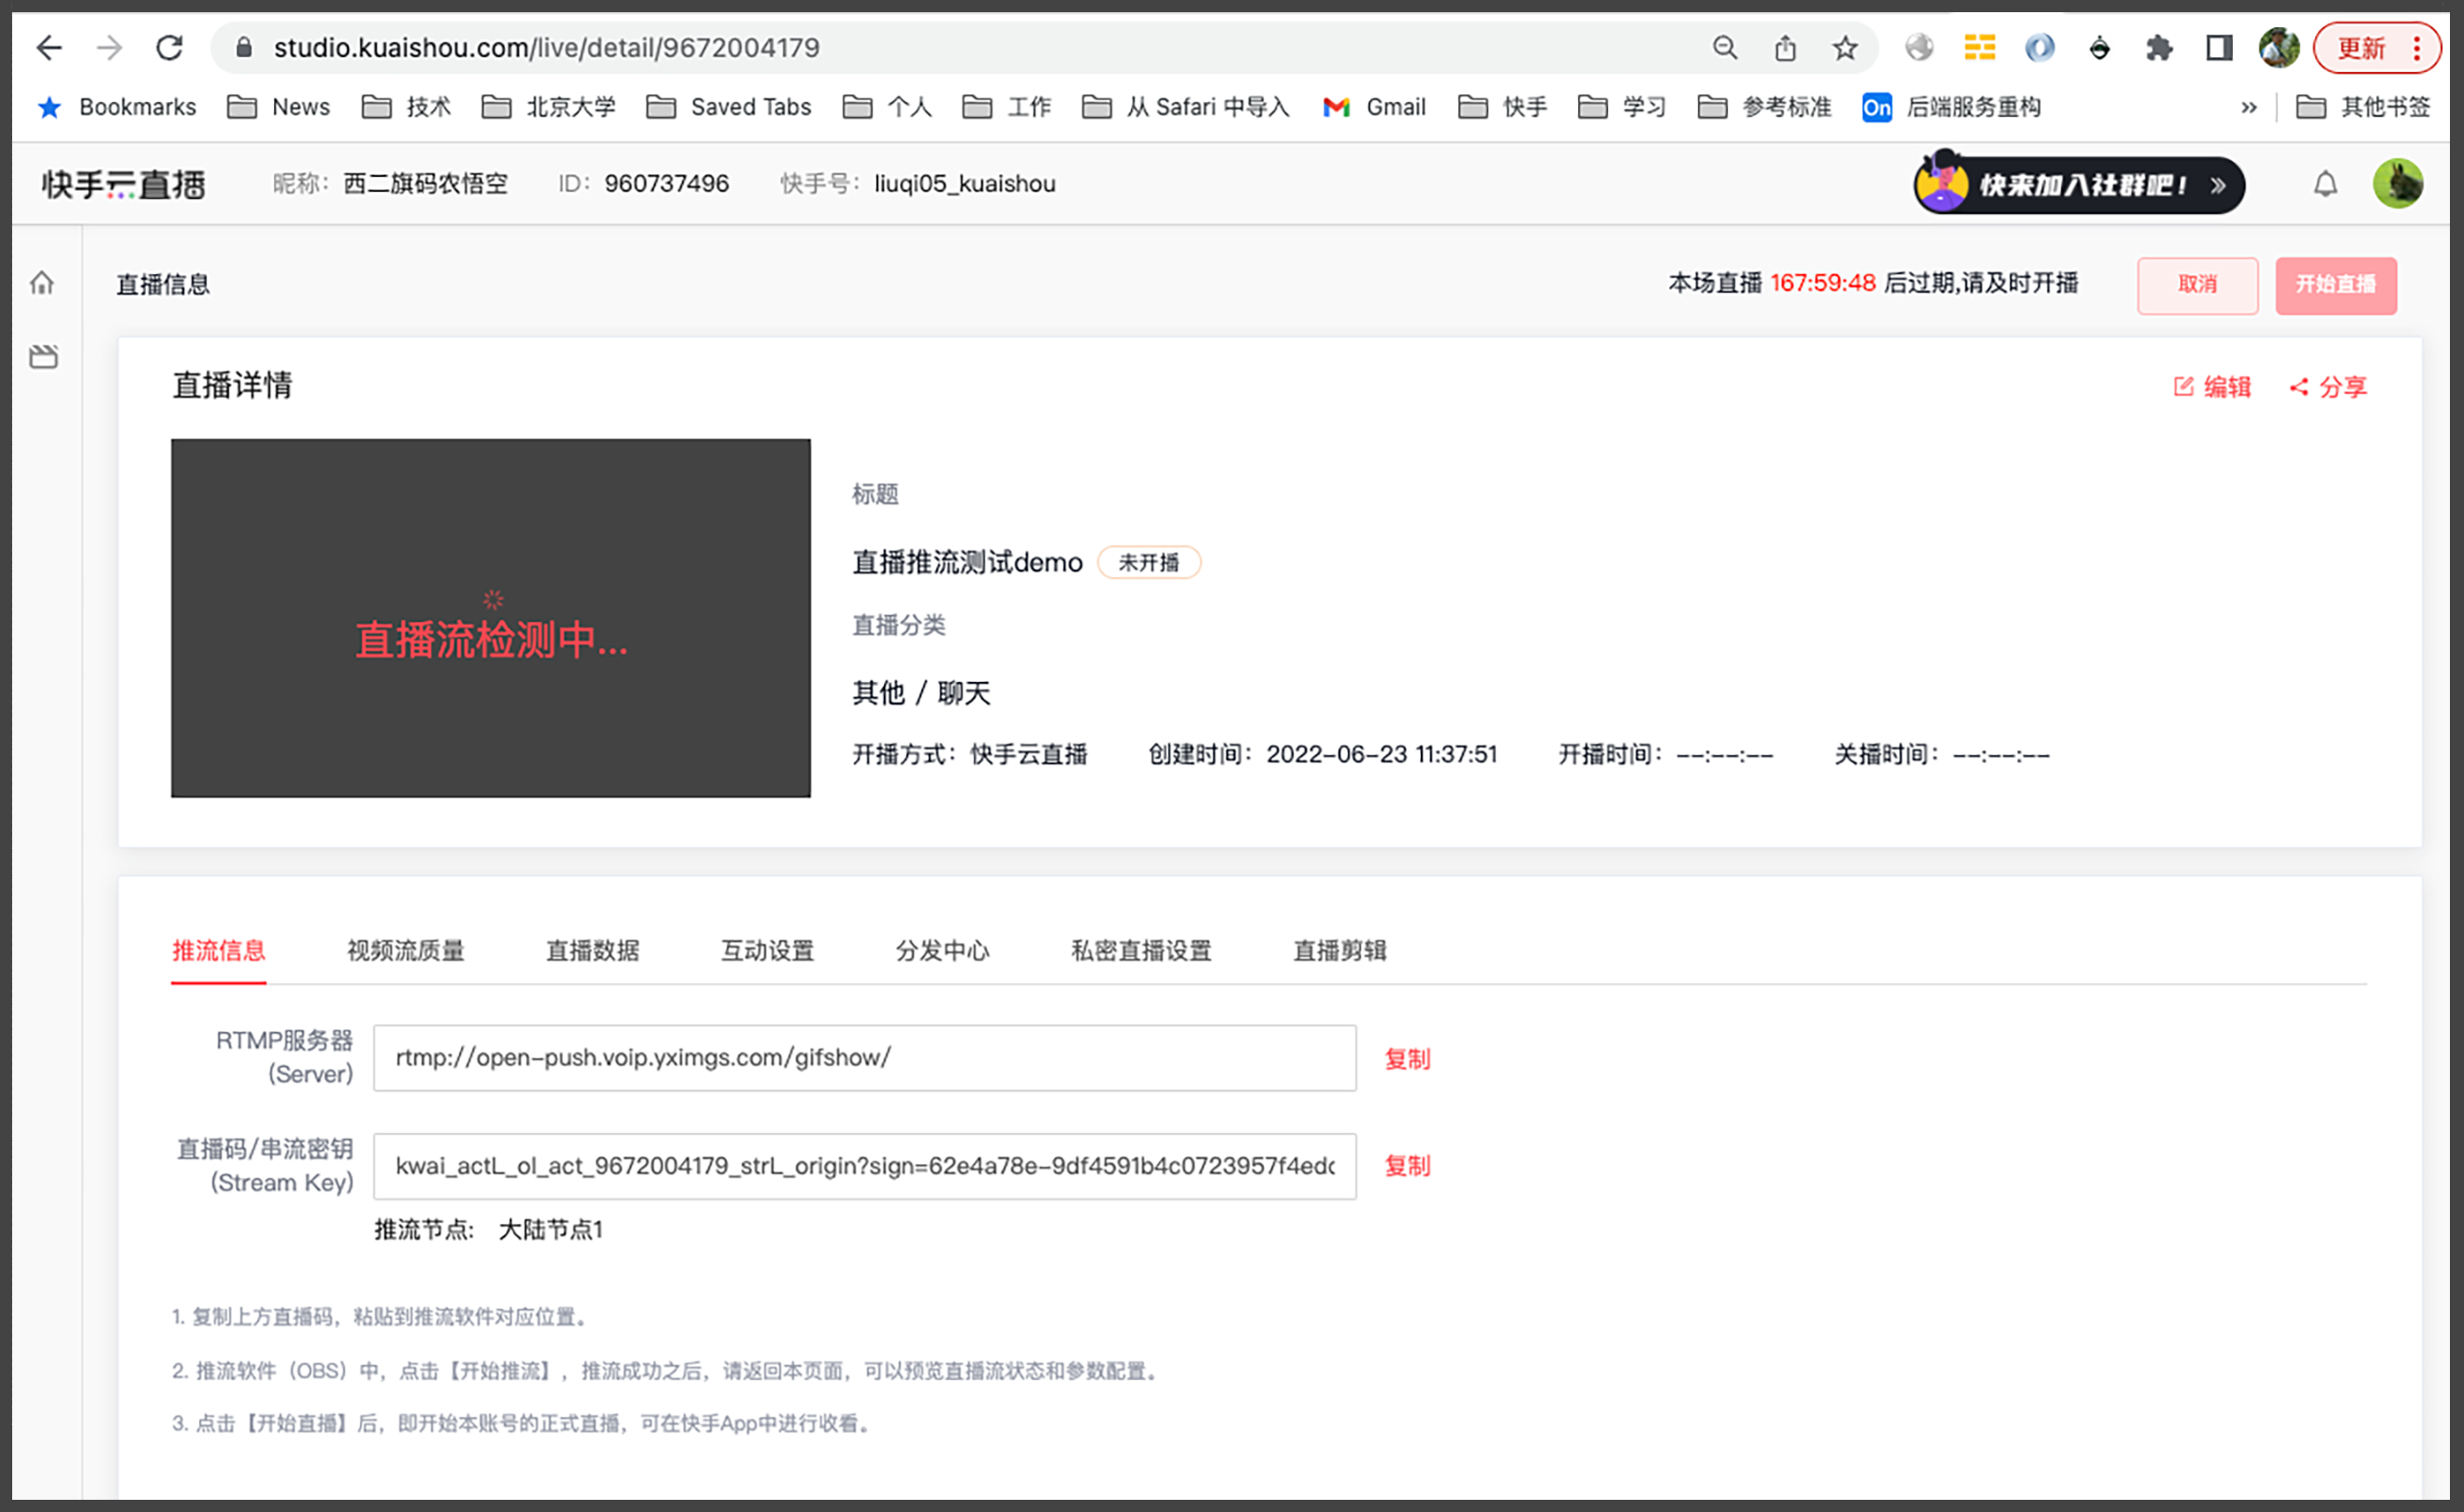 studio.kuaishou.com/live/detail/9672004179 更新
Bookmarks News 技术 北京大学 Saved Tabs 个人 工作 从 Safari 中导入 Gmail 快手 学习 参考标准 On 后端服务重构 » 其他书签
快手云直播 昵称：西二旗码农悟空 ID：960737496 快手号：liuqi05_kuaishou 快来加入社群吧！ »
直播信息 本场直播 167:59:48 后过期,请及时开播 取消 开始直播
直播详情 编辑 分享
标题
直播推流测试demo 未开播
直播流检测中...
直播分类
其他 / 聊天
开播方式：快手云直播 创建时间：2022-06-23 11:37:51 开播时间：--:--:-- 关播时间：--:--:--
推流信息 视频流质量 直播数据 互动设置 分发中心 私密直播设置 直播剪辑
RTMP服务器
(Server)
rtmp://open-push.voip.yximgs.com/gifshow/ 复制
直播码/串流密钥
(Stream Key)
kwai_actL_ol_act_9672004179_strL_origin?sign=62e4a78e-9df4591b4c0723957f4edc 复制
推流节点： 大陆节点1
1. 复制上方直播码，粘贴到推流软件对应位置。
2. 推流软件（OBS）中，点击【开始推流】，推流成功之后，请返回本页面，可以预览直播流状态和参数配置。
3. 点击【开始直播】后，即开始本账号的正式直播，可在快手App中进行收看。